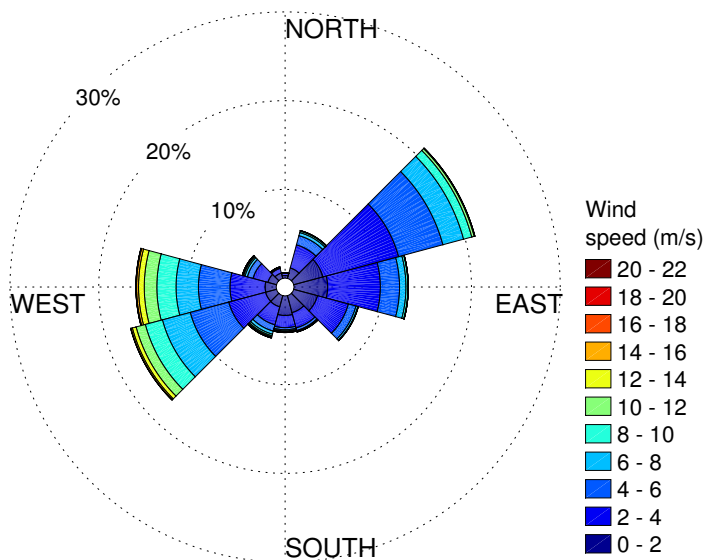 NORTH
30%
20%
10%
WEST
EAST
SOUTH
Wind
speed (m/s)
20 - 22
18 - 20
16 - 18
14 - 16
12 - 14
10 - 12
8 - 10
6 - 8
4 - 6
2 - 4
0 - 2